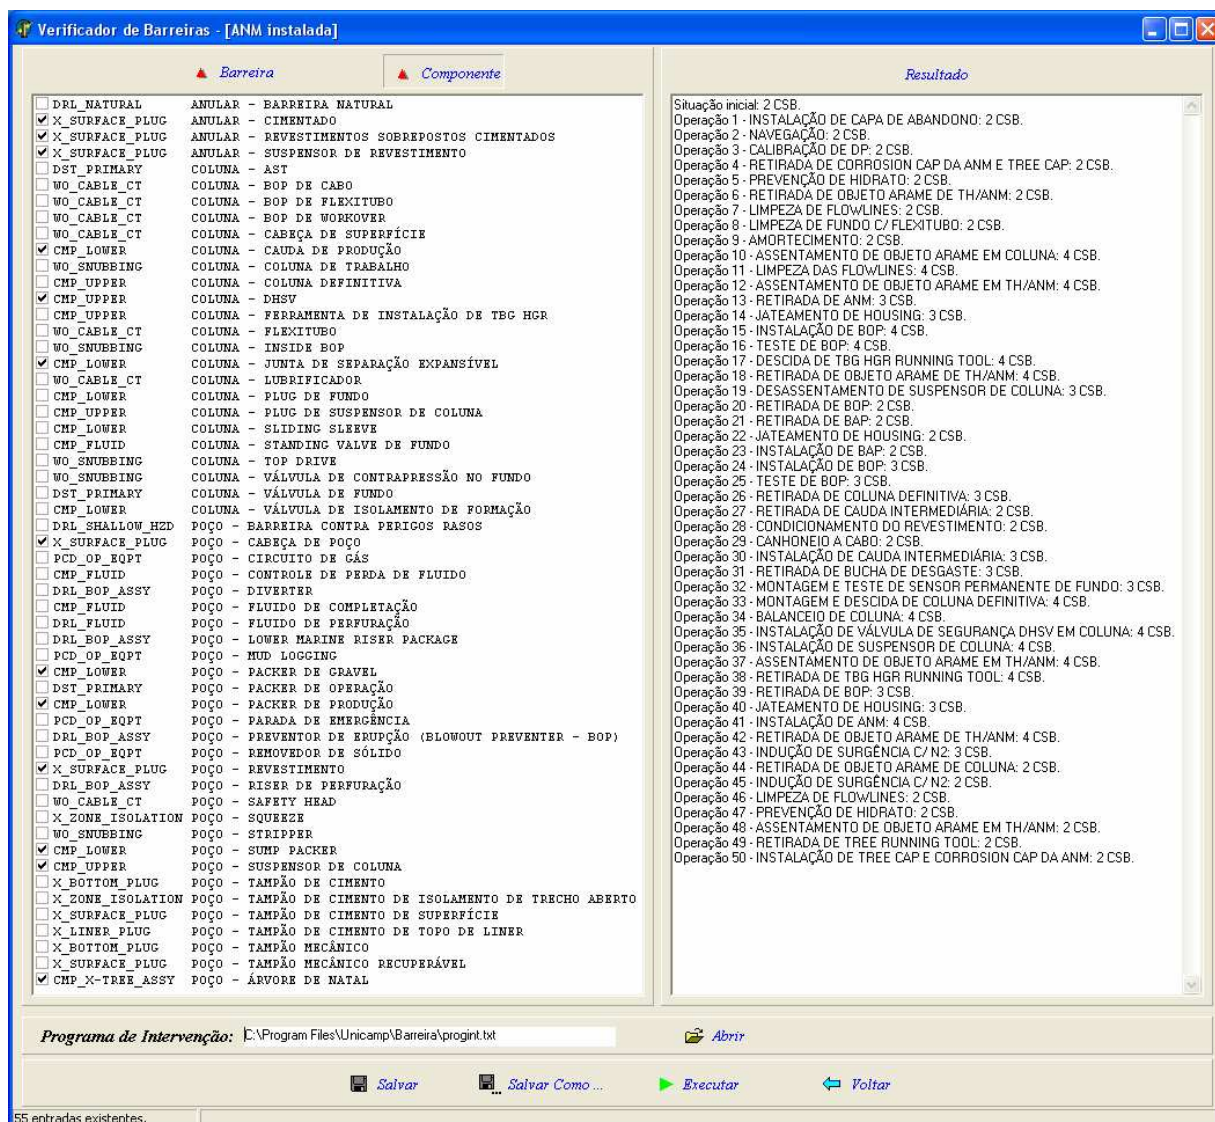 Verificador de Barreiras - [ANM instalada]
Barreira
Componente
DRL_NATURAL ANULAR - BARREIRA NATURAL
X_SURFACE_PLUG ANULAR - CIMENTADO
X_SURFACE_PLUG ANULAR - REVESTIMENTOS SOBREPOSTOS CIMENTADOS
X_SURFACE_PLUG ANULAR - SUSPENSOR DE REVESTIMENTO
DST_PRIMARY COLUNA - AST
WO_CABLE_CT COLUNA - BOP DE CABO
WO_CABLE_CT COLUNA - BOP DE FLEXITUBO
WO_CABLE_CT COLUNA - BOP DE WORKOVER
WO_CABLE_CT COLUNA - CABEÇA DE SUPERFÍCIE
CMP_LOWER COLUNA - CAUDA DE PRODUÇÃO
WO_SNUBBING COLUNA - COLUNA DE TRABALHO
CMP_UPPER COLUNA - COLUNA DEFINITIVA
CMP_UPPER COLUNA - DHSV
CMP_UPPER COLUNA - FERRAMENTA DE INSTALAÇÃO DE TBG HGR
WO_CABLE_CT COLUNA - FLEXITUBO
WO_SNUBBING COLUNA - INSIDE BOP
CMP_LOWER COLUNA - JUNTA DE SEPARAÇÃO EXPANSÍVEL
WO_CABLE_CT COLUNA - LUBRIFICADOR
CMP_LOWER COLUNA - PLUG DE FUNDO
CMP_UPPER COLUNA - PLUG DE SUSPENSOR DE COLUNA
CMP_LOWER COLUNA - SLIDING SLEEVE
CMP_FLUID COLUNA - STANDING VALVE DE FUNDO
WO_SNUBBING COLUNA - TOP DRIVE
WO_SNUBBING COLUNA - VÁLVULA DE CONTRAPRESSÃO NO FUNDO
DST_PRIMARY COLUNA - VÁLVULA DE FUNDO
CMP_LOWER COLUNA - VÁLVULA DE ISOLAMENTO DE FORMAÇÃO
DRL_SHALLOW_HZD POÇO - BARREIRA CONTRA PERIGOS RASOS
X_SURFACE_PLUG POÇO - CABEÇA DE POÇO
PCD_OP_EQPT POÇO - CIRCUITO DE GÁS
CMP_FLUID POÇO - CONTROLE DE PERDA DE FLUIDO
DRL_BOP_ASSY POÇO - DIVERTER
CMP_FLUID POÇO - FLUIDO DE COMPLETAÇÃO
DRL_FLUID POÇO - FLUIDO DE PERFURAÇÃO
DRL_BOP_ASSY POÇO - LOWER MARINE RISER PACKAGE
PCD_OP_EQPT POÇO - MUD LOGGING
CMP_LOWER POÇO - PACKER DE GRAVEL
DST_PRIMARY POÇO - PACKER DE OPERAÇÃO
CMP_LOWER POÇO - PACKER DE PRODUÇÃO
PCD_OP_EQPT POÇO - PARADA DE EMERGÊNCIA
DRL_BOP_ASSY POÇO - PREVENTOR DE ERUPÇÃO (BLOWOUT PREVENTER - BOP)
PCD_OP_EQPT POÇO - REMOVEDOR DE SÓLIDO
X_SURFACE_PLUG POÇO - REVESTIMENTO
DRL_BOP_ASSY POÇO - RISER DE PERFURAÇÃO
WO_CABLE_CT POÇO - SAFETY HEAD
X_ZONE_ISOLATION POÇO - SQUEEZE
WO_SNUBBING POÇO - STRIPPER
CMP_LOWER POÇO - SUMP PACKER
CMP_UPPER POÇO - SUSPENSOR DE COLUNA
X_BOTTOM_PLUG POÇO - TAMPÃO DE CIMENTO
X_ZONE_ISOLATION POÇO - TAMPÃO DE CIMENTO DE ISOLAMENTO DE TRECHO ABERTO
X_SURFACE_PLUG POÇO - TAMPÃO DE CIMENTO DE SUPERFÍCIE
X_LINER_PLUG POÇO - TAMPÃO DE CIMENTO DE TOPO DE LINER
X_BOTTOM_PLUG POÇO - TAMPÃO MECÂNICO
X_SURFACE_PLUG POÇO - TAMPÃO MECÂNICO RECUPERÁVEL
CMP_X-TREE_ASSY POÇO - ÁRVORE DE NATAL
Resultado
Situação inicial: 2 CSB.
Operação 1 - INSTALAÇÃO DE CAPA DE ABANDONO: 2 CSB.
Operação 2 - NAVEGAÇÃO: 2 CSB.
Operação 3 - CALIBRAÇÃO DE DP: 2 CSB.
Operação 4 - RETIRADA DE CORROSION CAP DA ANM E TREE CAP: 2 CSB.
Operação 5 - PREVENÇÃO DE HIDRATO: 2 CSB.
Operação 6 - RETIRADA DE OBJETO ARAME DE TH/ANM: 2 CSB.
Operação 7 - LIMPEZA DE FLOWLINES: 2 CSB.
Operação 8 - LIMPEZA DE FUNDO C/ FLEXITUBO: 2 CSB.
Operação 9 - AMORTECIMENTO: 2 CSB.
Operação 10 - ASSENTAMENTO DE OBJETO ARAME EM COLUNA: 4 CSB.
Operação 11 - LIMPEZA DAS FLOWLINES: 4 CSB.
Operação 12 - ASSENTAMENTO DE OBJETO ARAME EM TH/ANM: 4 CSB.
Operação 13 - RETIRADA DE ANM: 3 CSB.
Operação 14 - JATEAMENTO DE HOUSING: 3 CSB.
Operação 15 - INSTALAÇÃO DE BOP: 4 CSB.
Operação 16 - TESTE DE BOP: 4 CSB.
Operação 17 - DESCIDA DE TBG HGR RUNNING TOOL: 4 CSB.
Operação 18 - RETIRADA DE OBJETO ARAME DE TH/ANM: 4 CSB.
Operação 19 - DESASSENTAMENTO DE SUSPENSOR DE COLUNA: 3 CSB.
Operação 20 - RETIRADA DE BOP: 2 CSB.
Operação 21 - RETIRADA DE BAP: 2 CSB.
Operação 22 - JATEAMENTO DE HOUSING: 2 CSB.
Operação 23 - INSTALAÇÃO DE BAP: 2 CSB.
Operação 24 - INSTALAÇÃO DE BOP: 3 CSB.
Operação 25 - TESTE DE BOP: 3 CSB.
Operação 26 - RETIRADA DE COLUNA DEFINITIVA: 3 CSB.
Operação 27 - RETIRADA DE CAUDA INTERMEDIÁRIA: 2 CSB.
Operação 28 - CONDICIONAMENTO DO REVESTIMENTO: 2 CSB.
Operação 29 - CANHONEIO A CABO: 2 CSB.
Operação 30 - INSTALAÇÃO DE CAUDA INTERMEDIÁRIA: 3 CSB.
Operação 31 - RETIRADA DE BUCHA DE DESGASTE: 3 CSB.
Operação 32 - MONTAGEM E TESTE DE SENSOR PERMANENTE DE FUNDO: 3 CSB.
Operação 33 - MONTAGEM E DESCIDA DE COLUNA DEFINITIVA: 4 CSB.
Operação 34 - BALANCEIO DE COLUNA: 4 CSB.
Operação 35 - INSTALAÇÃO DE VÁLVULA DE SEGURANÇA DHSV EM COLUNA: 4 CSB.
Operação 36 - INSTALAÇÃO DE SUSPENSOR DE COLUNA: 4 CSB.
Operação 37 - ASSENTAMENTO DE OBJETO ARAME EM TH/ANM: 4 CSB.
Operação 38 - RETIRADA DE TBG HGR RUNNING TOOL: 4 CSB.
Operação 39 - RETIRADA DE BOP: 3 CSB.
Operação 40 - JATEAMENTO DE HOUSING: 3 CSB.
Operação 41 - INSTALAÇÃO DE ANM: 4 CSB.
Operação 42 - RETIRADA DE OBJETO ARAME DE TH/ANM: 4 CSB.
Operação 43 - INDUÇÃO DE SURGÊNCIA C/ N2: 3 CSB.
Operação 44 - RETIRADA DE OBJETO ARAME DE COLUNA: 2 CSB.
Operação 45 - INDUÇÃO DE SURGÊNCIA C/ N2: 2 CSB.
Operação 46 - LIMPEZA DE FLOWLINES: 2 CSB.
Operação 47 - PREVENÇÃO DE HIDRATO: 2 CSB.
Operação 48 - ASSENTAMENTO DE OBJETO ARAME EM TH/ANM: 2 CSB.
Operação 49 - RETIRADA DE TREE RUNNING TOOL: 2 CSB.
Operação 50 - INSTALAÇÃO DE TREE CAP E CORROSION CAP DA ANM: 2 CSB.
Programa de Intervenção: C:\Program Files\Unicamp\Barreira\progint.txt
Abrir
Salvar
Salvar Como ...
Executar
Voltar
55 entradas existentes.